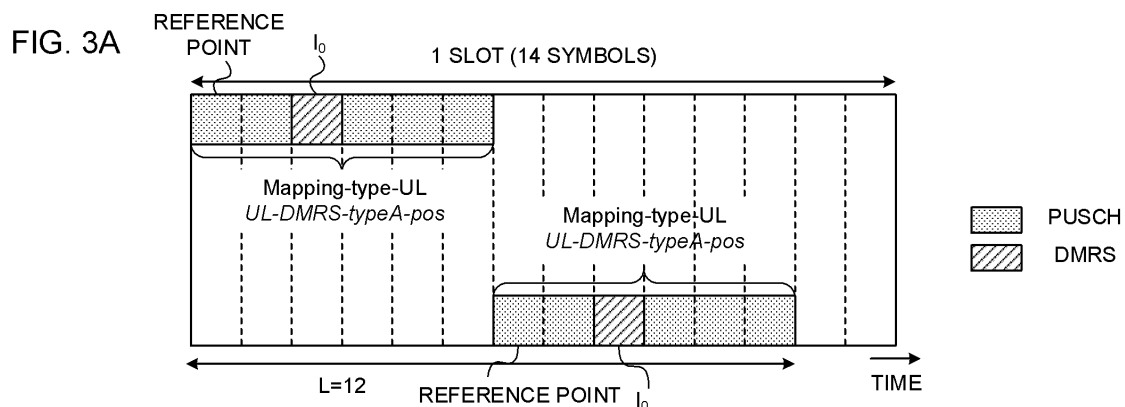 FIG. 3A
REFERENCE
POINT
l₀
1 SLOT (14 SYMBOLS)
Mapping-type-UL
UL-DMRS-typeA-pos
Mapping-type-UL
UL-DMRS-typeA-pos
PUSCH
DMRS
L=12
REFERENCE POINT
l₀
TIME